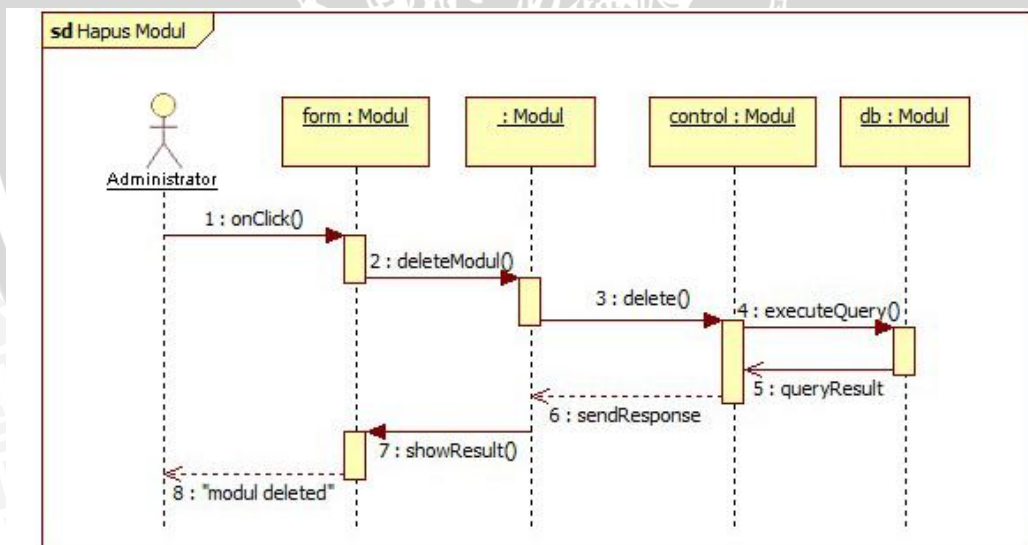 sd Hapus Modul
form : Modul
: Modul
control : Modul
db : Modul
Administrator
1 : onClick()
2 : deleteModul()
3 : delete()
4 : executeQuery()
5 : queryResult
6 : sendResponse
7 : showResult()
8 : "modul deleted"